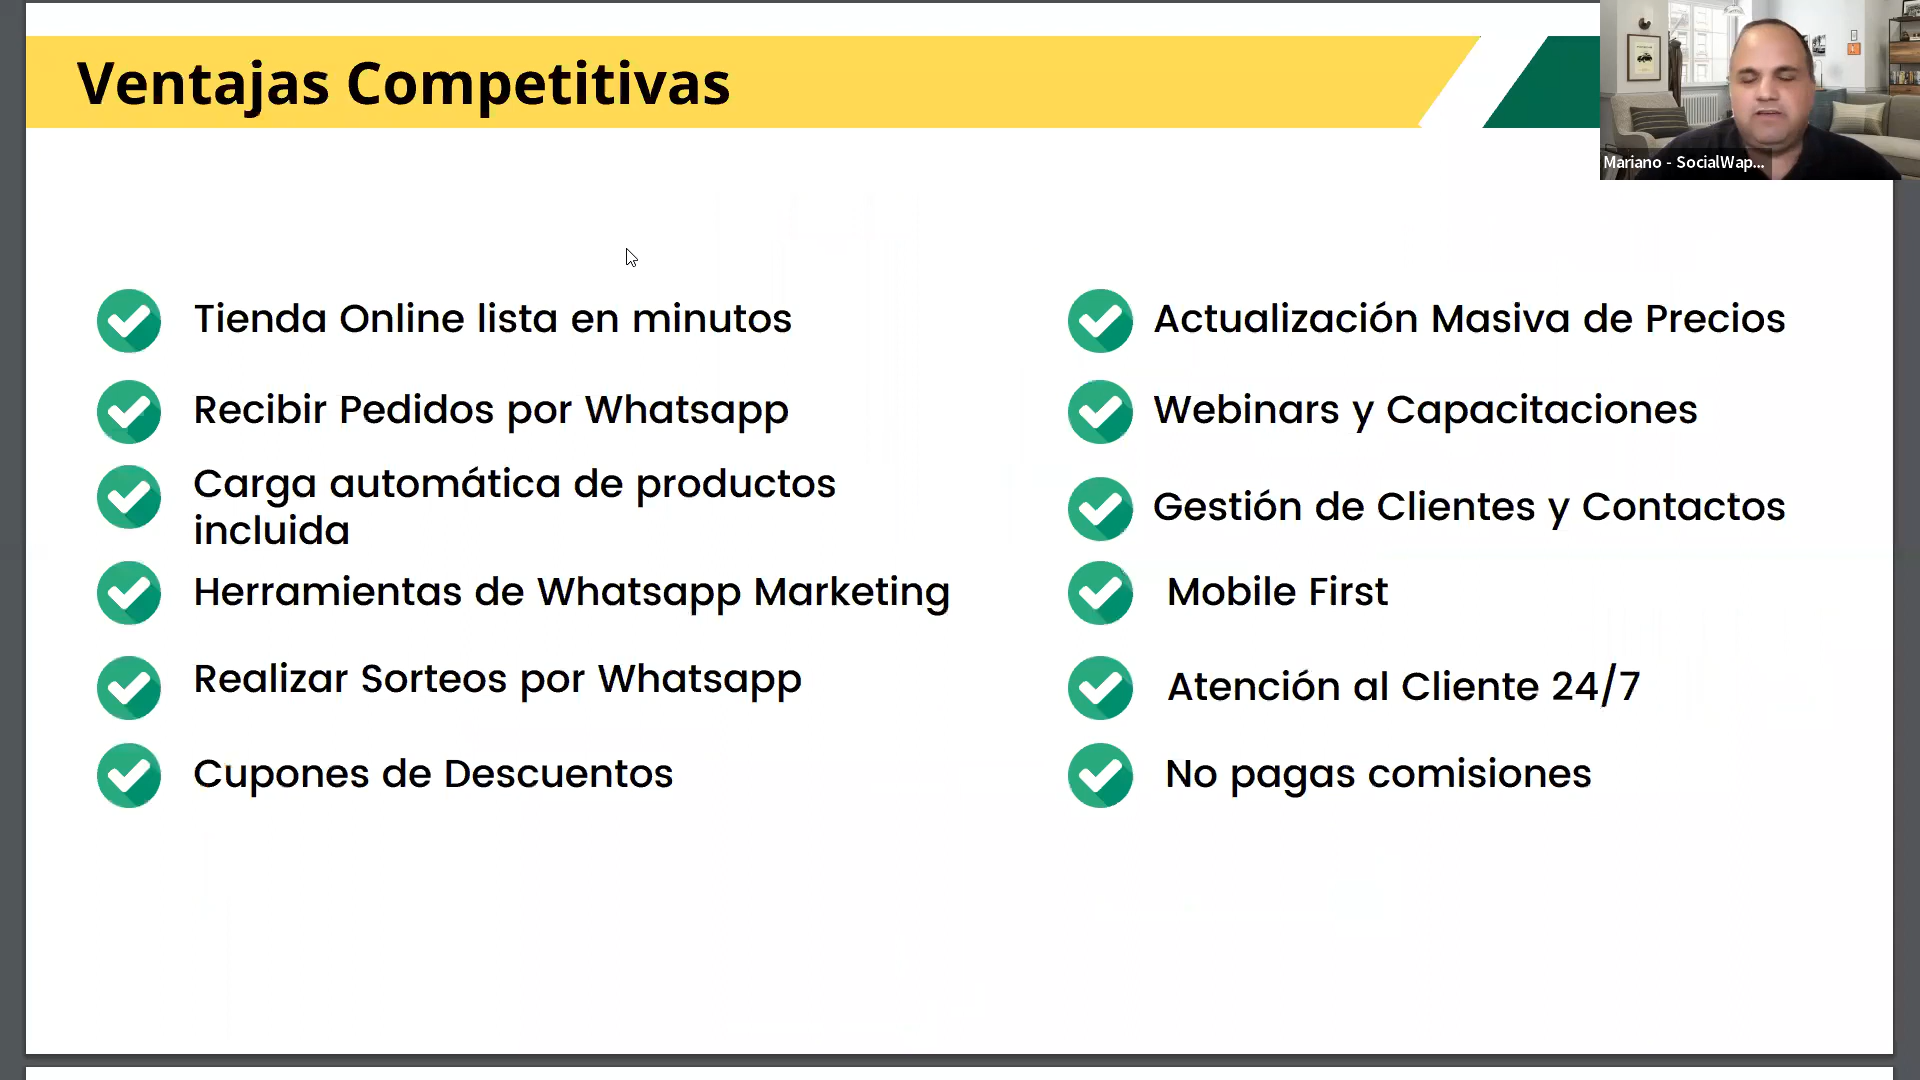 Ventajas Competitivas
Mariano - SocialWap...
Tienda Online lista en minutos
Recibir Pedidos por Whatsapp
Carga automática de productos
incluida
Herramientas de Whatsapp Marketing
Realizar Sorteos por Whatsapp
Cupones de Descuentos
Actualización Masiva de Precios
Webinars y Capacitaciones
Gestión de Clientes y Contactos
Mobile First
Atención al Cliente 24/7
No pagas comisiones